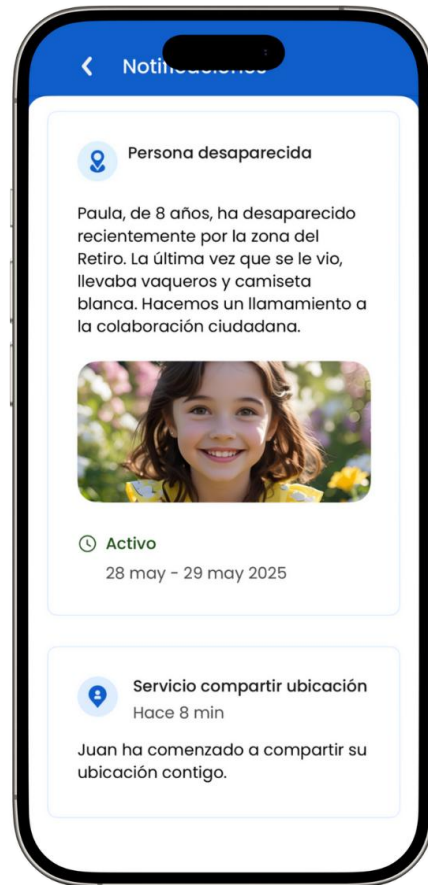 Persona desaparecida
Paula, de 8 años, ha desaparecido
recientemente por la zona del
Retiro. La última vez que se le vio,
llevaba vaqueros y camiseta
blanca. Hacemos un llamamiento a
la colaboración ciudadana.
Activo
28 may - 29 may 2025
Servicio compartir ubicación
Hace 8 min
Juan ha comenzado a compartir su
ubicación contigo.